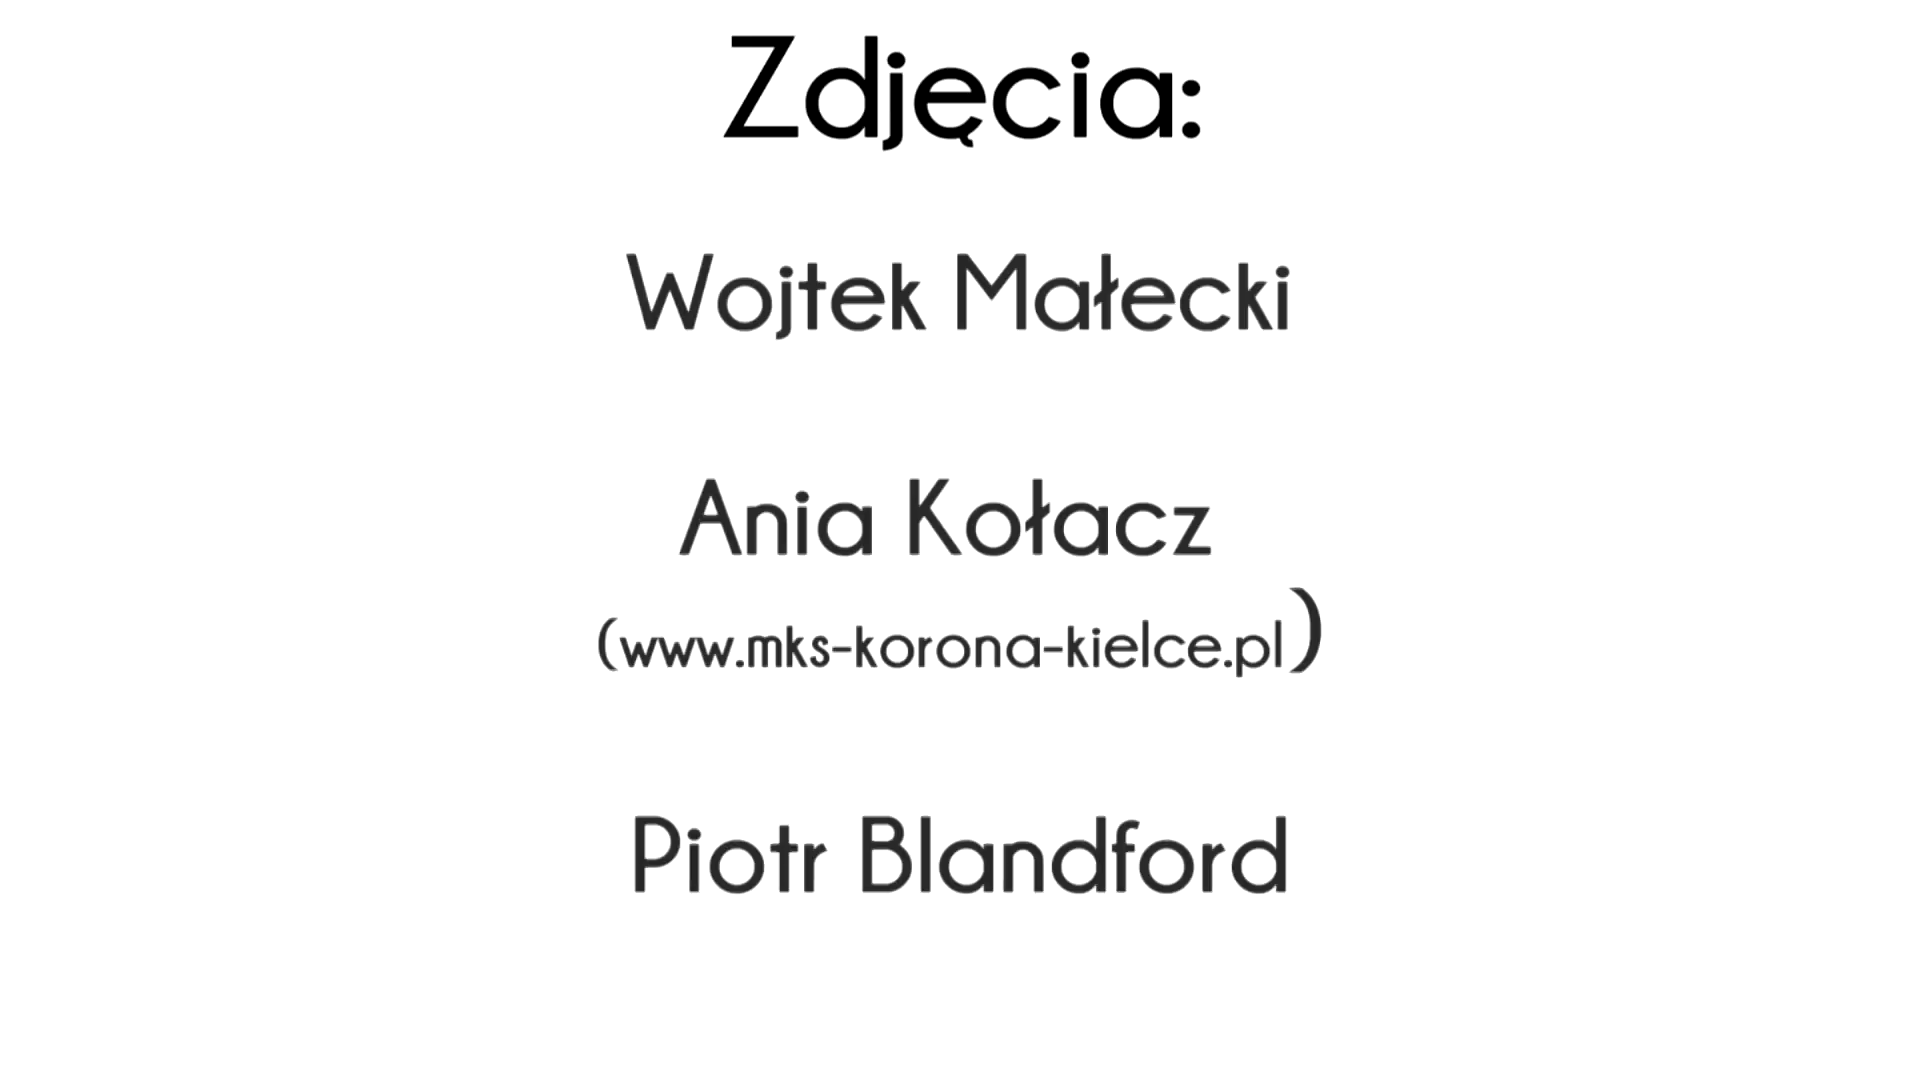 Zdjęcia:
Wojtek Małecki
Ania Kołacz
(www.mks-korona-kielce.pl)
Piotr Blandford